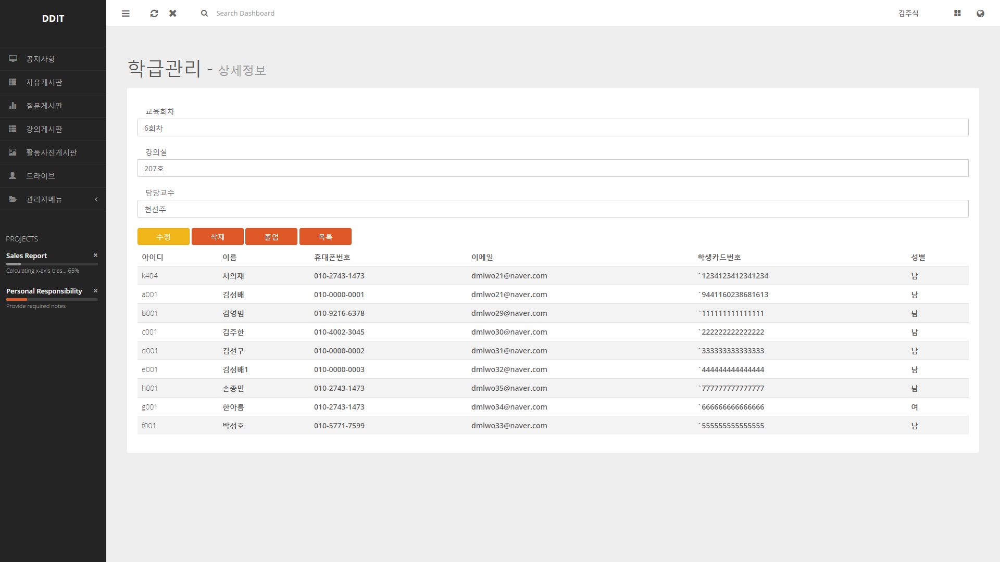 DDIT
Search Dashboard
김주식
공지사항
자유게시판
질문게시판
강의게시판
활동사진게시판
드라이브
관리자메뉴
PROJECTS
Sales Report
Calculating x-axis bias... 65%
Personal Responsibility
Provide required notes
학급관리 - 상세정보
교육회차
6회차
강의실
207호
담당교수
천선주
수정 삭제 졸업 목록
아이디 이름 휴대폰번호 이메일 학생카드번호 성별
k404 서의재 010-2743-1473 dmlwo21@naver.com `1234123412341234 남
a001 김성배 010-0000-0001 dmlwo21@naver.com `9441160238681613 남
b001 김영범 010-9216-6378 dmlwo29@naver.com `111111111111111 남
c001 김주한 010-4002-3045 dmlwo30@naver.com `222222222222222 남
d001 김선구 010-0000-0002 dmlwo31@naver.com `333333333333333 남
e001 김성배1 010-0000-0003 dmlwo32@naver.com `444444444444444 남
h001 손종민 010-2743-1473 dmlwo35@naver.com `777777777777777 남
g001 한아름 010-2743-1473 dmlwo34@naver.com `666666666666666 여
f001 박성호 010-5771-7599 dmlwo33@naver.com `555555555555555 남